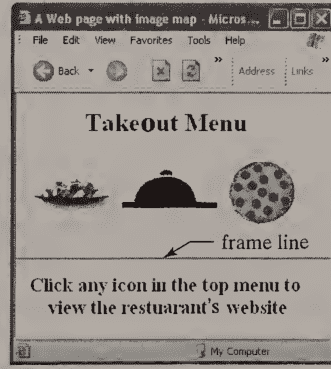 A Web page with image map - Micros...
File Edit View Favorites Tools Help
Back » Address Links »
Takeout Menu
frame line
Click any icon in the top menu to
view the restuarant's website
My Computer